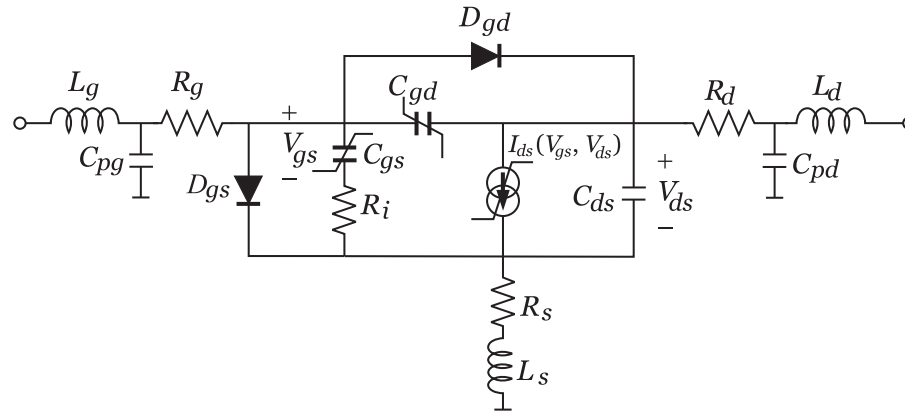 D_gd
L_g R_g C_gd R_d L_d
+ V_gs − C_gs I_ds(V_gs, V_ds) +
C_pg D_gs R_i C_ds V_ds − C_pd
R_s
L_s